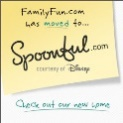 FamilyFun.com
has moved to...
Spoonful.com
courtesy of Disney
Check out our new home